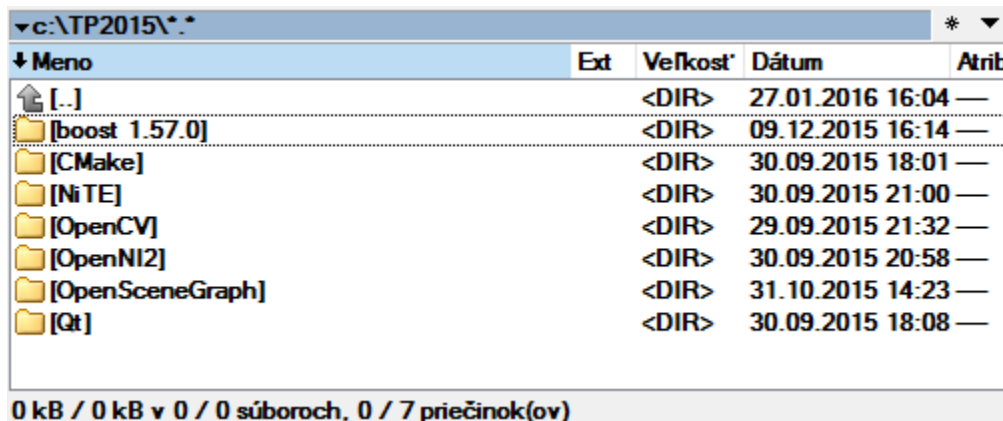 c:\TP2015\*.*
Meno Ext Veľkosť Dátum Atrib
[..] <DIR> 27.01.2016 16:04 —
[boost 1.57.0] <DIR> 09.12.2015 16:14 —
[CMake] <DIR> 30.09.2015 18:01 —
[NiTE] <DIR> 30.09.2015 21:00 —
[OpenCV] <DIR> 29.09.2015 21:32 —
[OpenNI2] <DIR> 30.09.2015 20:58 —
[OpenSceneGraph] <DIR> 31.10.2015 14:23 —
[Qt] <DIR> 30.09.2015 18:08 —
0 kB / 0 kB v 0 / 0 súboroch, 0 / 7 priečinok(ov)